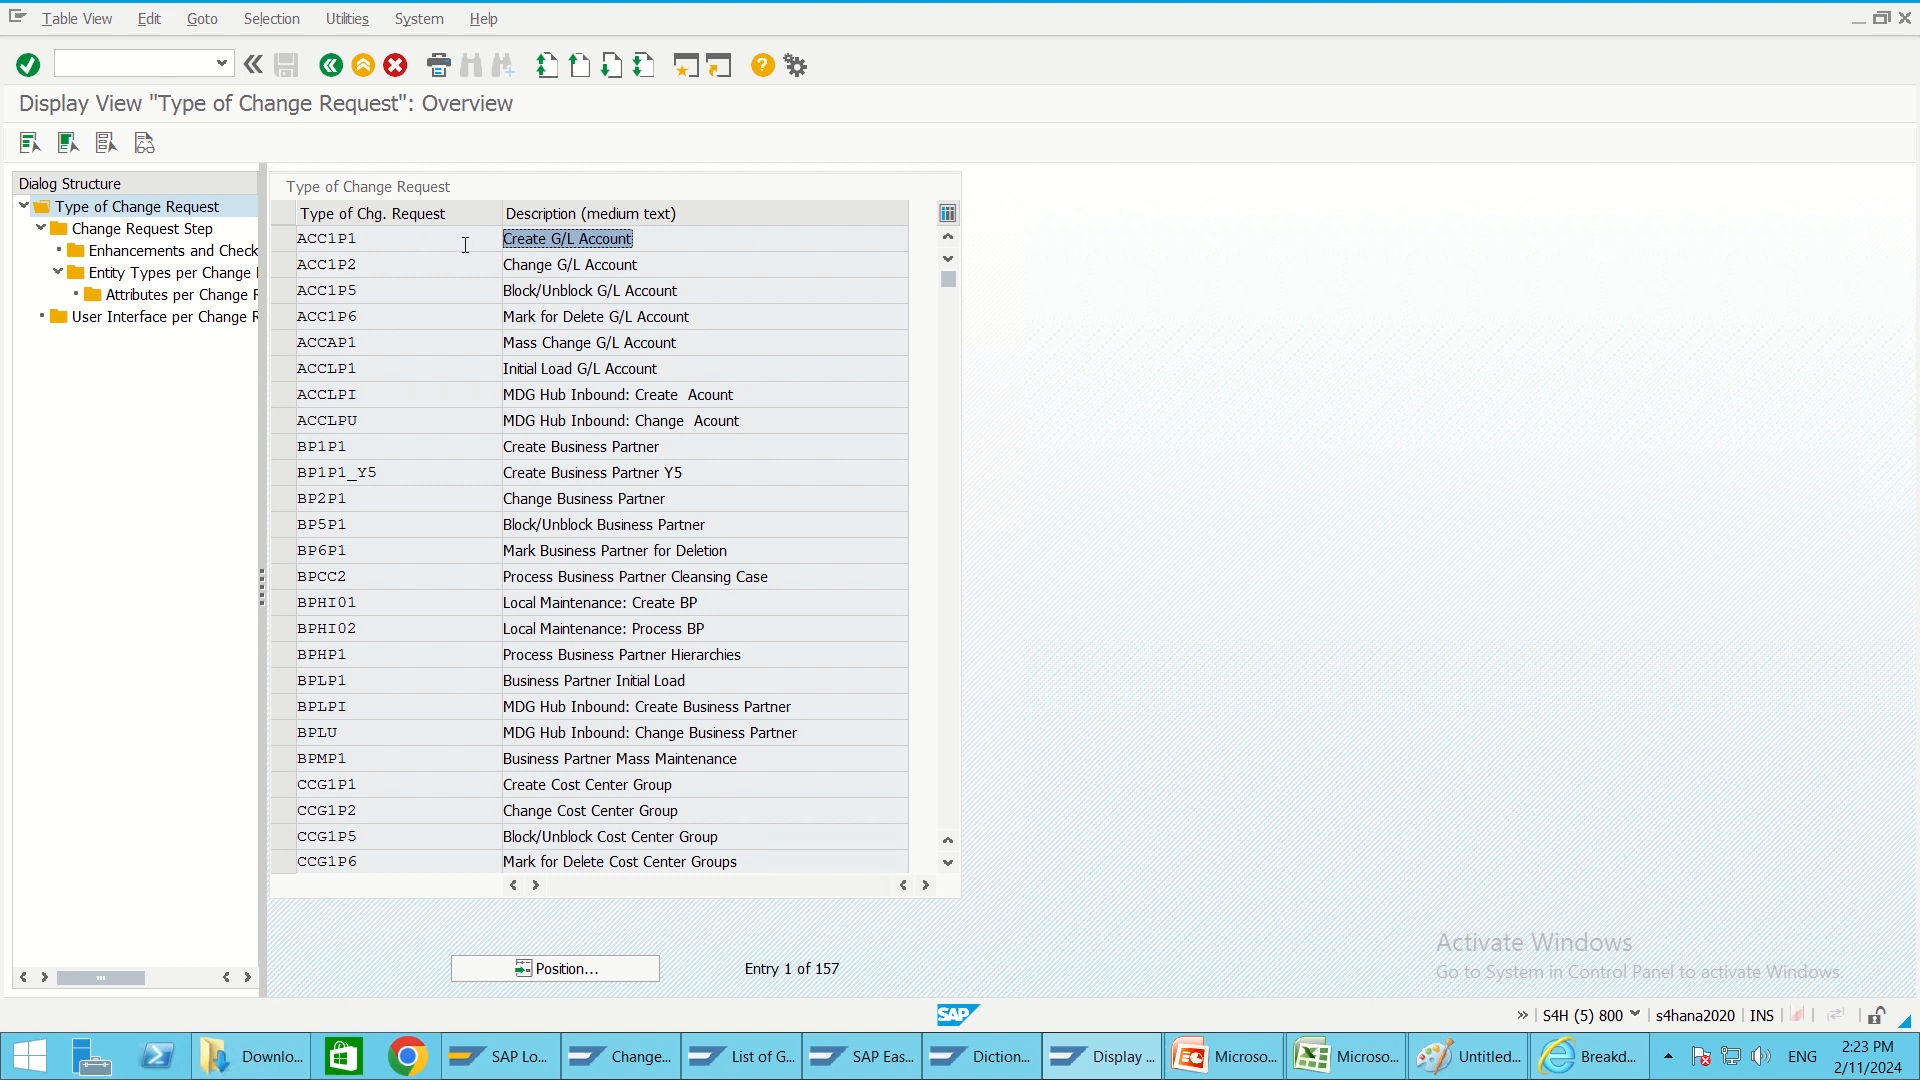 Table View Edit Goto Selection Utilities System Help
Display View "Type of Change Request": Overview
Dialog Structure
Type of Change Request
Change Request Step
Enhancements and Check
Entity Types per Change
Attributes per Change R
User Interface per Change R
Type of Change Request
Type of Chg. Request Description (medium text)
ACC1P1 Create G/L Account
ACC1P2 Change G/L Account
ACC1P5 Block/Unblock G/L Account
ACC1P6 Mark for Delete G/L Account
ACCAP1 Mass Change G/L Account
ACCLP1 Initial Load G/L Account
ACCLPI MDG Hub Inbound: Create Acount
ACCLPU MDG Hub Inbound: Change Acount
BP1P1 Create Business Partner
BP1P1_Y5 Create Business Partner Y5
BP2P1 Change Business Partner
BP5P1 Block/Unblock Business Partner
BP6P1 Mark Business Partner for Deletion
BPCC2 Process Business Partner Cleansing Case
BPHI01 Local Maintenance: Create BP
BPHI02 Local Maintenance: Process BP
BPHP1 Process Business Partner Hierarchies
BPLP1 Business Partner Initial Load
BPLPI MDG Hub Inbound: Create Business Partner
BPLU MDG Hub Inbound: Change Business Partner
BPMP1 Business Partner Mass Maintenance
CCG1P1 Create Cost Center Group
CCG1P2 Change Cost Center Group
CCG1P5 Block/Unblock Cost Center Group
CCG1P6 Mark for Delete Cost Center Groups
Position... Entry 1 of 157
Activate Windows
Go to System in Control Panel to activate Windows.
SAP
S4H (5) 800 s4hana2020 INS
Downlo... SAP Lo... Change... List of G... SAP Eas... Diction... Display ... Microso... Microso... Untitled... Breakd... ENG 2:23 PM
2/11/2024